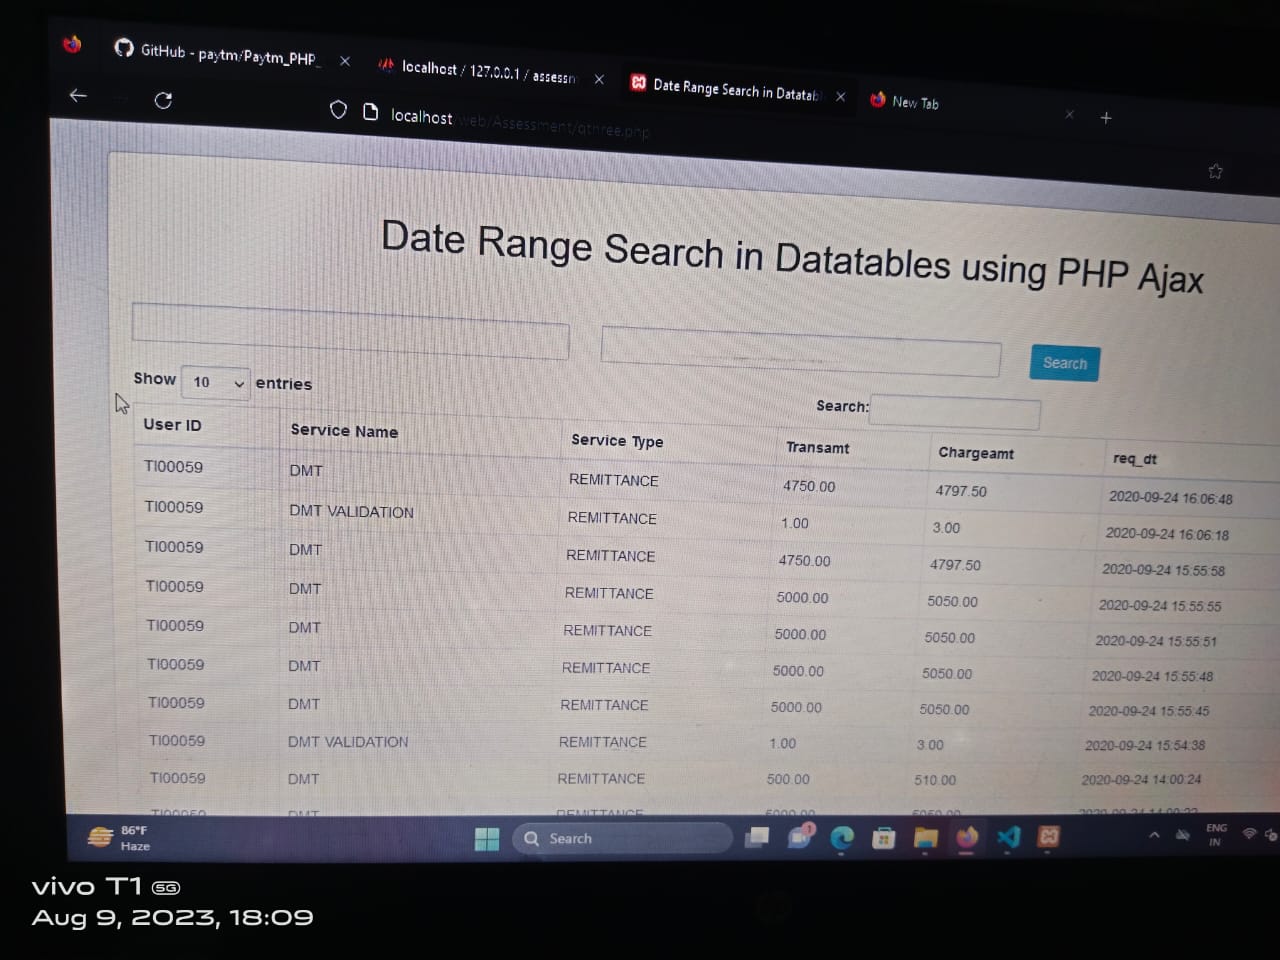 GitHub - paytm/Paytm_PHP_
localhost / 127.0.0.1 / assessm
Date Range Search in Datatab
New Tab
localhost/web/Assessment/qthree.php
Date Range Search in Datatables using PHP Ajax
Search
Show 10 entries
Search:
User ID Service Name Service Type Transamt Chargeamt req_dt
TI00059 DMT REMITTANCE 4750.00 4797.50 2020-09-24 16:06:48
TI00059 DMT VALIDATION REMITTANCE 1.00 3.00 2020-09-24 16:06:18
TI00059 DMT REMITTANCE 4750.00 4797.50 2020-09-24 15:55:58
TI00059 DMT REMITTANCE 5000.00 5050.00 2020-09-24 15:55:55
TI00059 DMT REMITTANCE 5000.00 5050.00 2020-09-24 15:55:51
TI00059 DMT REMITTANCE 5000.00 5050.00 2020-09-24 15:55:48
TI00059 DMT REMITTANCE 5000.00 5050.00 2020-09-24 15:55:45
TI00059 DMT VALIDATION REMITTANCE 1.00 3.00 2020-09-24 15:54:38
TI00059 DMT REMITTANCE 500.00 510.00 2020-09-24 14:00:24
DMT REMITTANCE 5000.00 5050.00
86°F
Haze
Search
1
ENG
IN
vivo T1 5G
Aug 9, 2023, 18:09